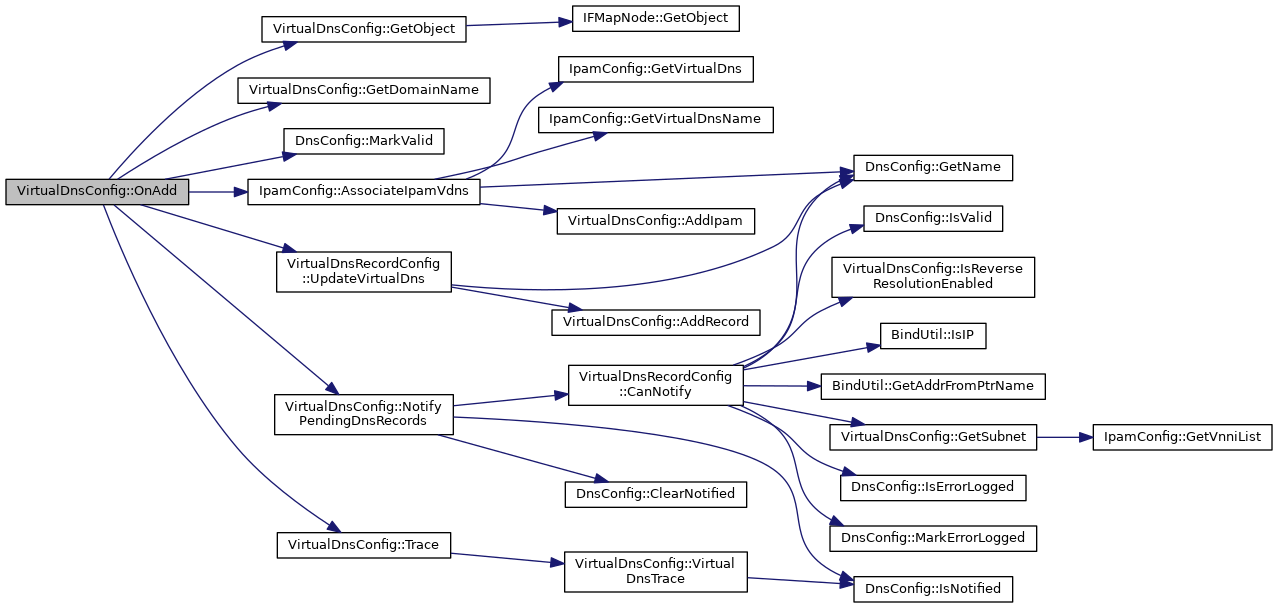 VirtualDnsConfig::OnAdd
VirtualDnsConfig::GetObject
VirtualDnsConfig::GetDomainName
DnsConfig::MarkValid
IpamConfig::AssociateIpamVdns
VirtualDnsRecordConfig
::UpdateVirtualDns
VirtualDnsConfig::Notify
PendingDnsRecords
VirtualDnsConfig::Trace
IFMapNode::GetObject
IpamConfig::GetVirtualDns
IpamConfig::GetVirtualDnsName
VirtualDnsConfig::AddIpam
VirtualDnsConfig::AddRecord
VirtualDnsRecordConfig
::CanNotify
DnsConfig::ClearNotified
VirtualDnsConfig::Virtual
DnsTrace
DnsConfig::GetName
DnsConfig::IsValid
VirtualDnsConfig::IsReverse
ResolutionEnabled
BindUtil::IsIP
BindUtil::GetAddrFromPtrName
VirtualDnsConfig::GetSubnet
DnsConfig::IsErrorLogged
DnsConfig::MarkErrorLogged
DnsConfig::IsNotified
IpamConfig::GetVnniList